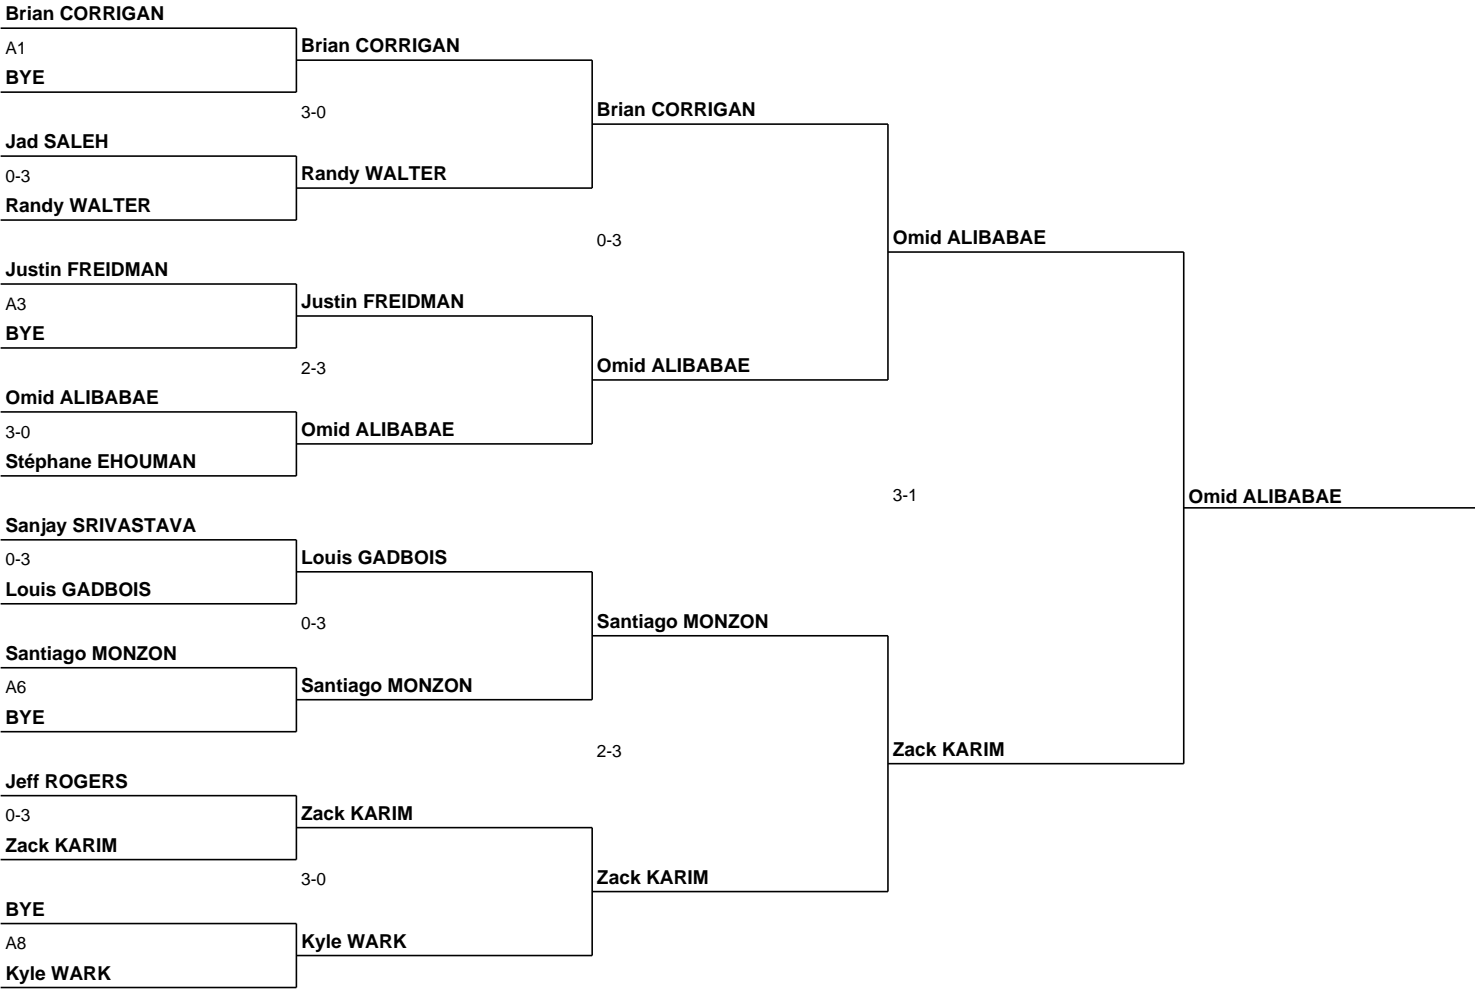 Brian CORRIGAN
A1
BYE
Brian CORRIGAN
3-0
Jad SALEH
0-3
Randy WALTER
Randy WALTER
Brian CORRIGAN
0-3
Justin FREIDMAN
A3
BYE
Justin FREIDMAN
2-3
Omid ALIBABAE
3-0
Stéphane EHOUMAN
Omid ALIBABAE
Omid ALIBABAE
Omid ALIBABAE
3-1
Omid ALIBABAE
Sanjay SRIVASTAVA
0-3
Louis GADBOIS
Louis GADBOIS
0-3
Santiago MONZON
A6
BYE
Santiago MONZON
Santiago MONZON
2-3
Zack KARIM
Jeff ROGERS
0-3
Zack KARIM
Zack KARIM
3-0
Zack KARIM
BYE
A8
Kyle WARK
Kyle WARK